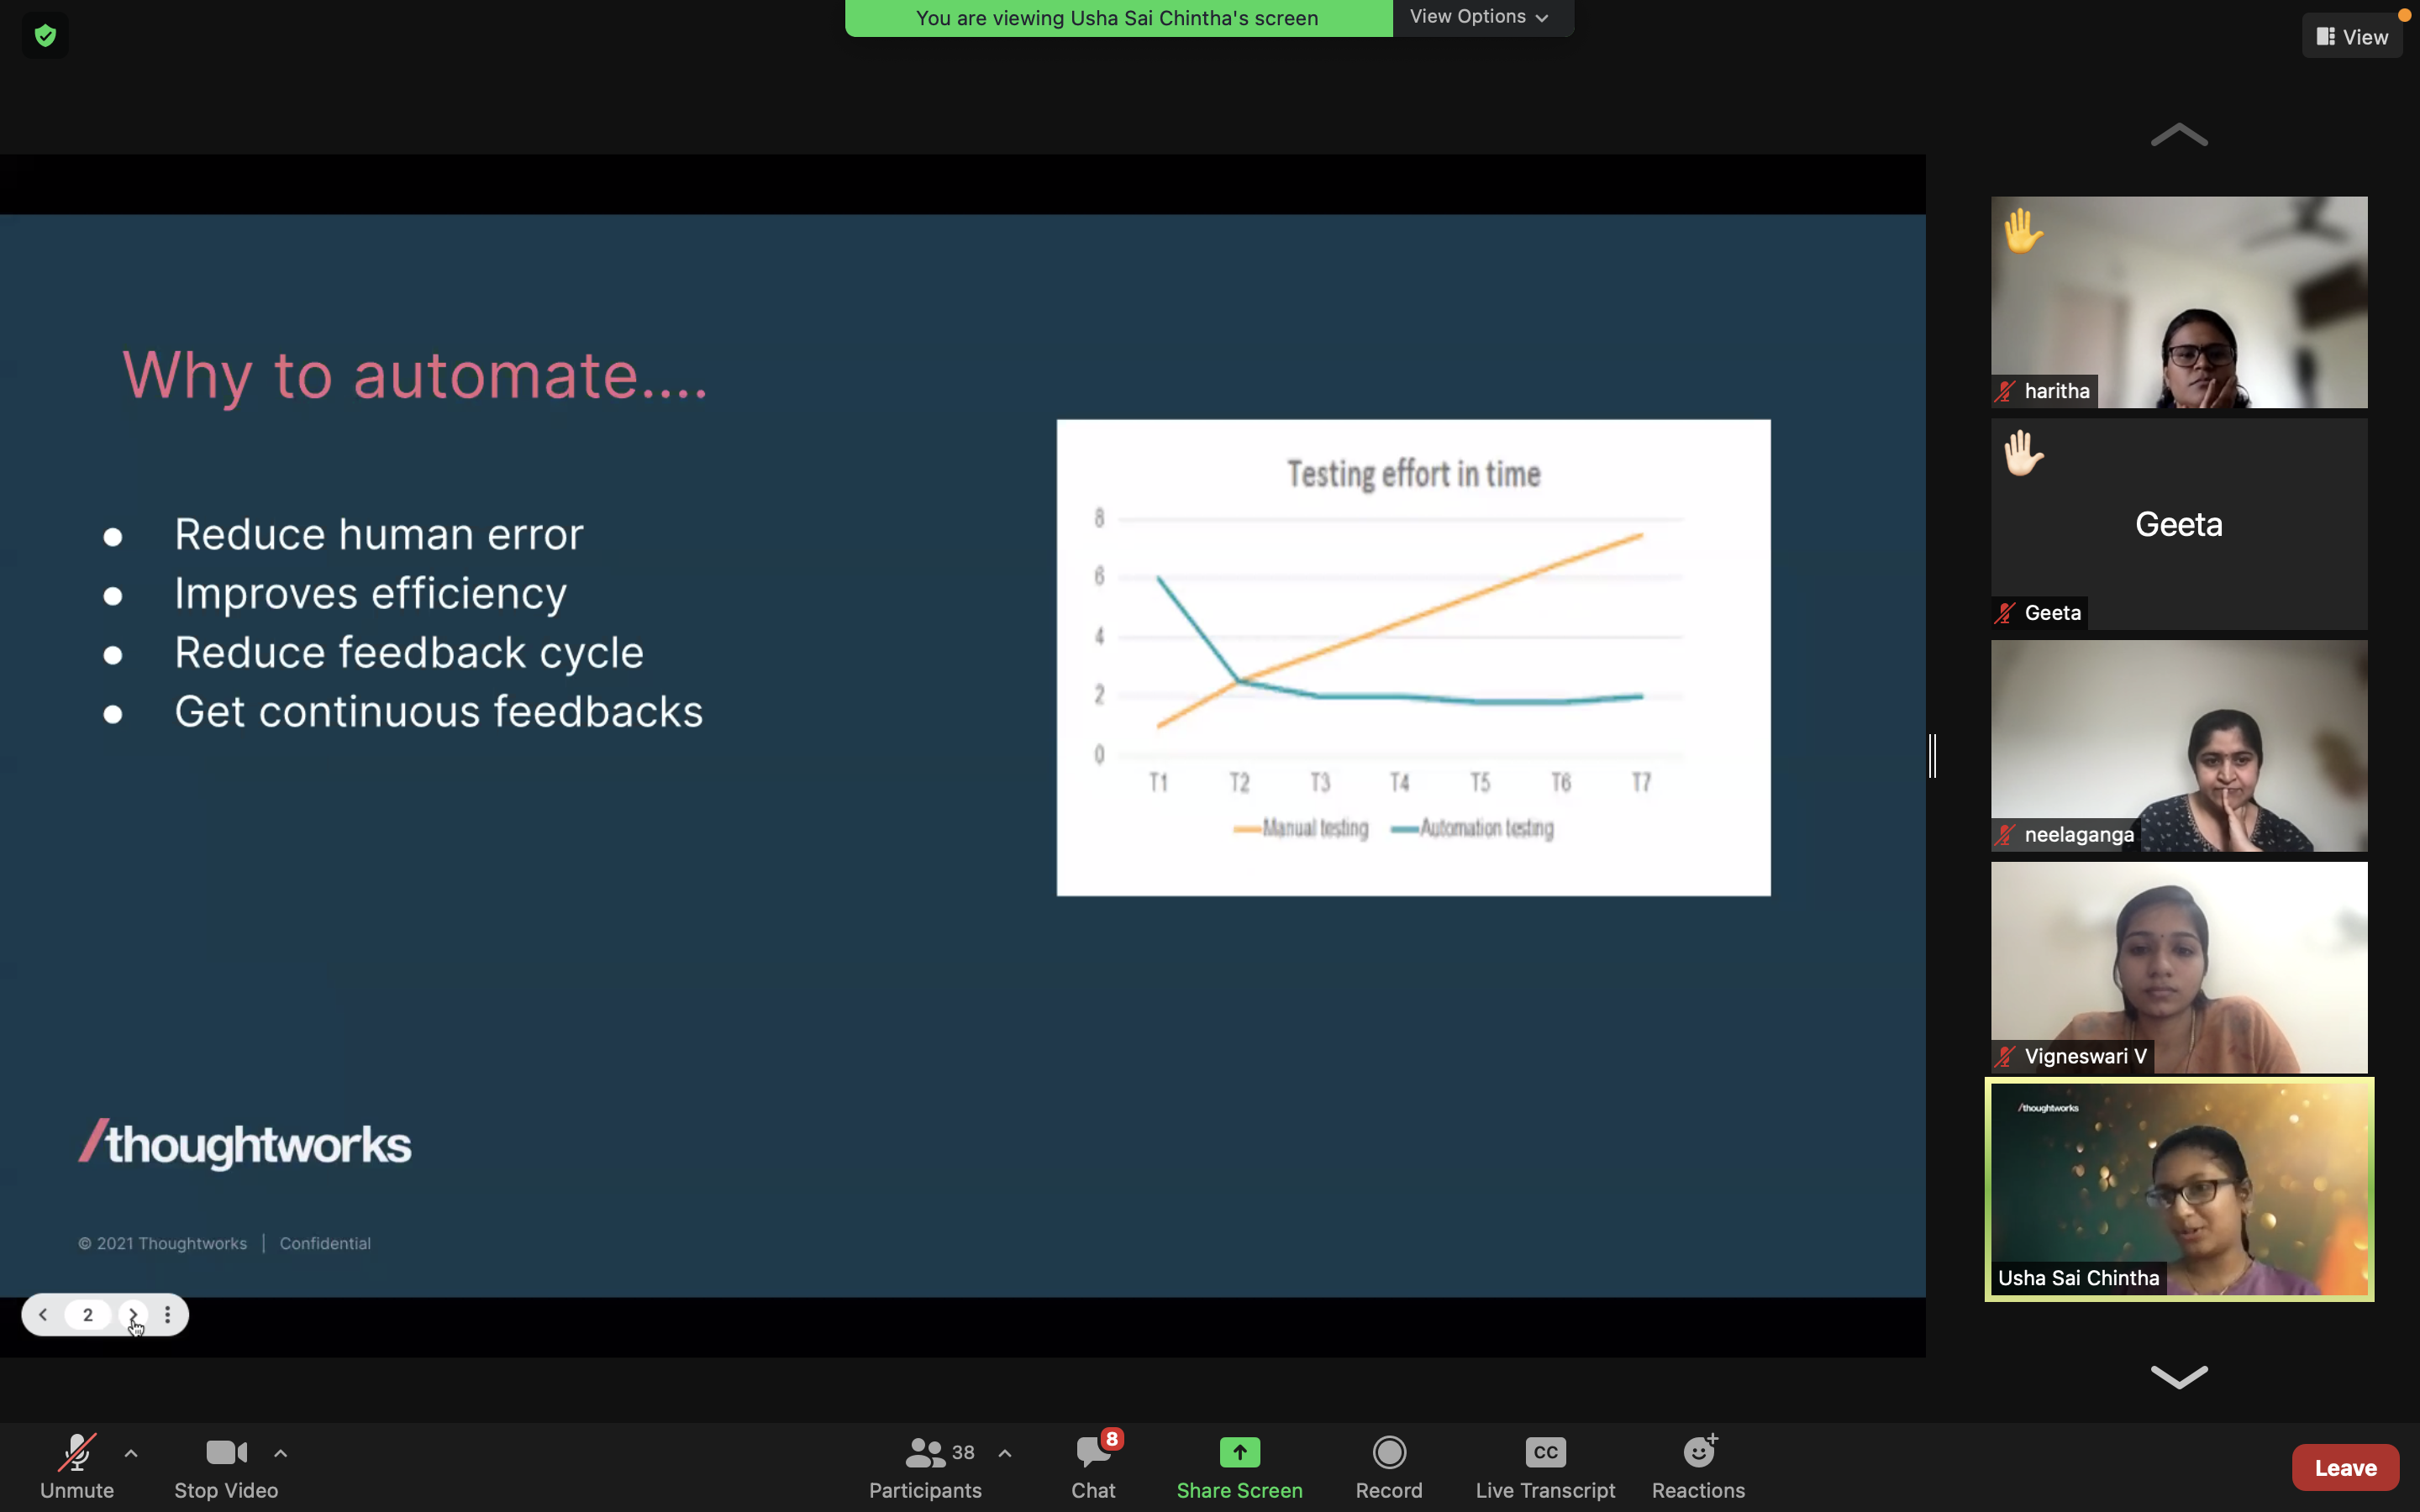 You are viewing Usha Sai Chintha's screen
View Options
View
Why to automate....
Reduce human error
Improves efficiency
Reduce feedback cycle
Get continuous feedbacks
Testing effort in time
8
6
4
2
0
T1 T2 T3 T4 T5 T6 T7
Manual testing Automation testing
/thoughtworks
© 2021 Thoughtworks | Confidential
2
haritha
Geeta
Geeta
neelaganga
Vigneswari V
/thoughtworks
Usha Sai Chintha
Unmute
Stop Video
38
Participants
8
Chat
Share Screen
Record
CC
Live Transcript
Reactions
Leave